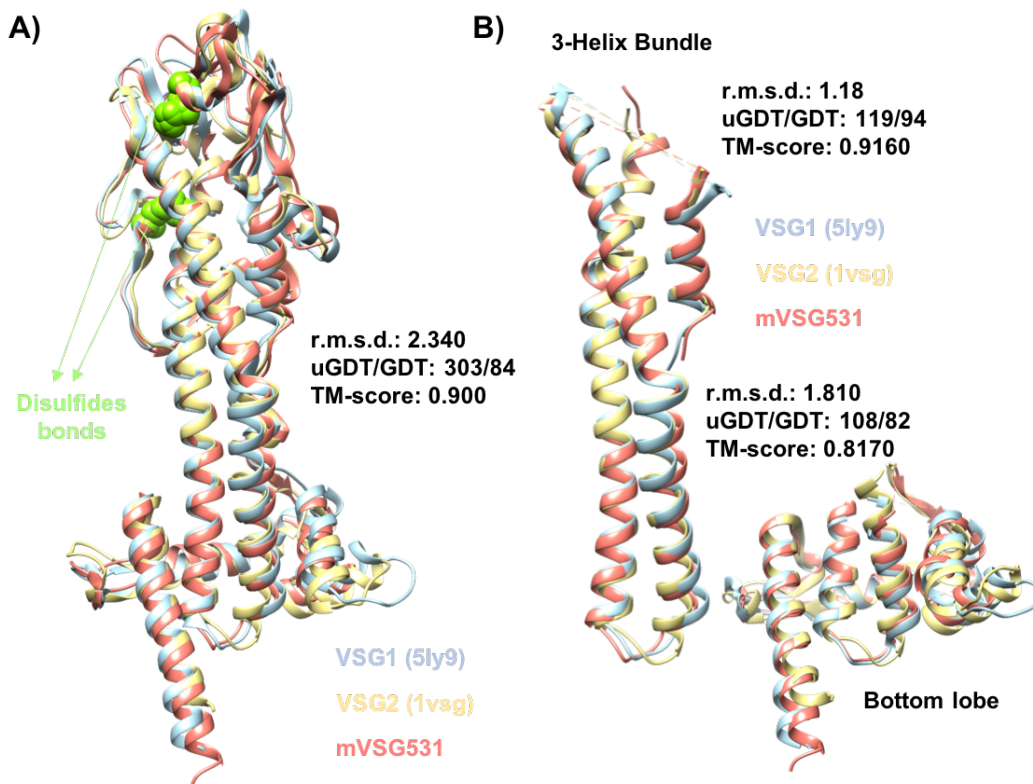 A)
Disulfides
bonds
r.m.s.d.: 2.340
uGDT/GDT: 303/84
TM-score: 0.900
VSG1 (5ly9)
VSG2 (1vsg)
mVSG531
B)
3-Helix Bundle
r.m.s.d.: 1.18
uGDT/GDT: 119/94
TM-score: 0.9160
VSG1 (5ly9)
VSG2 (1vsg)
mVSG531
r.m.s.d.: 1.810
uGDT/GDT: 108/82
TM-score: 0.8170
Bottom lobe